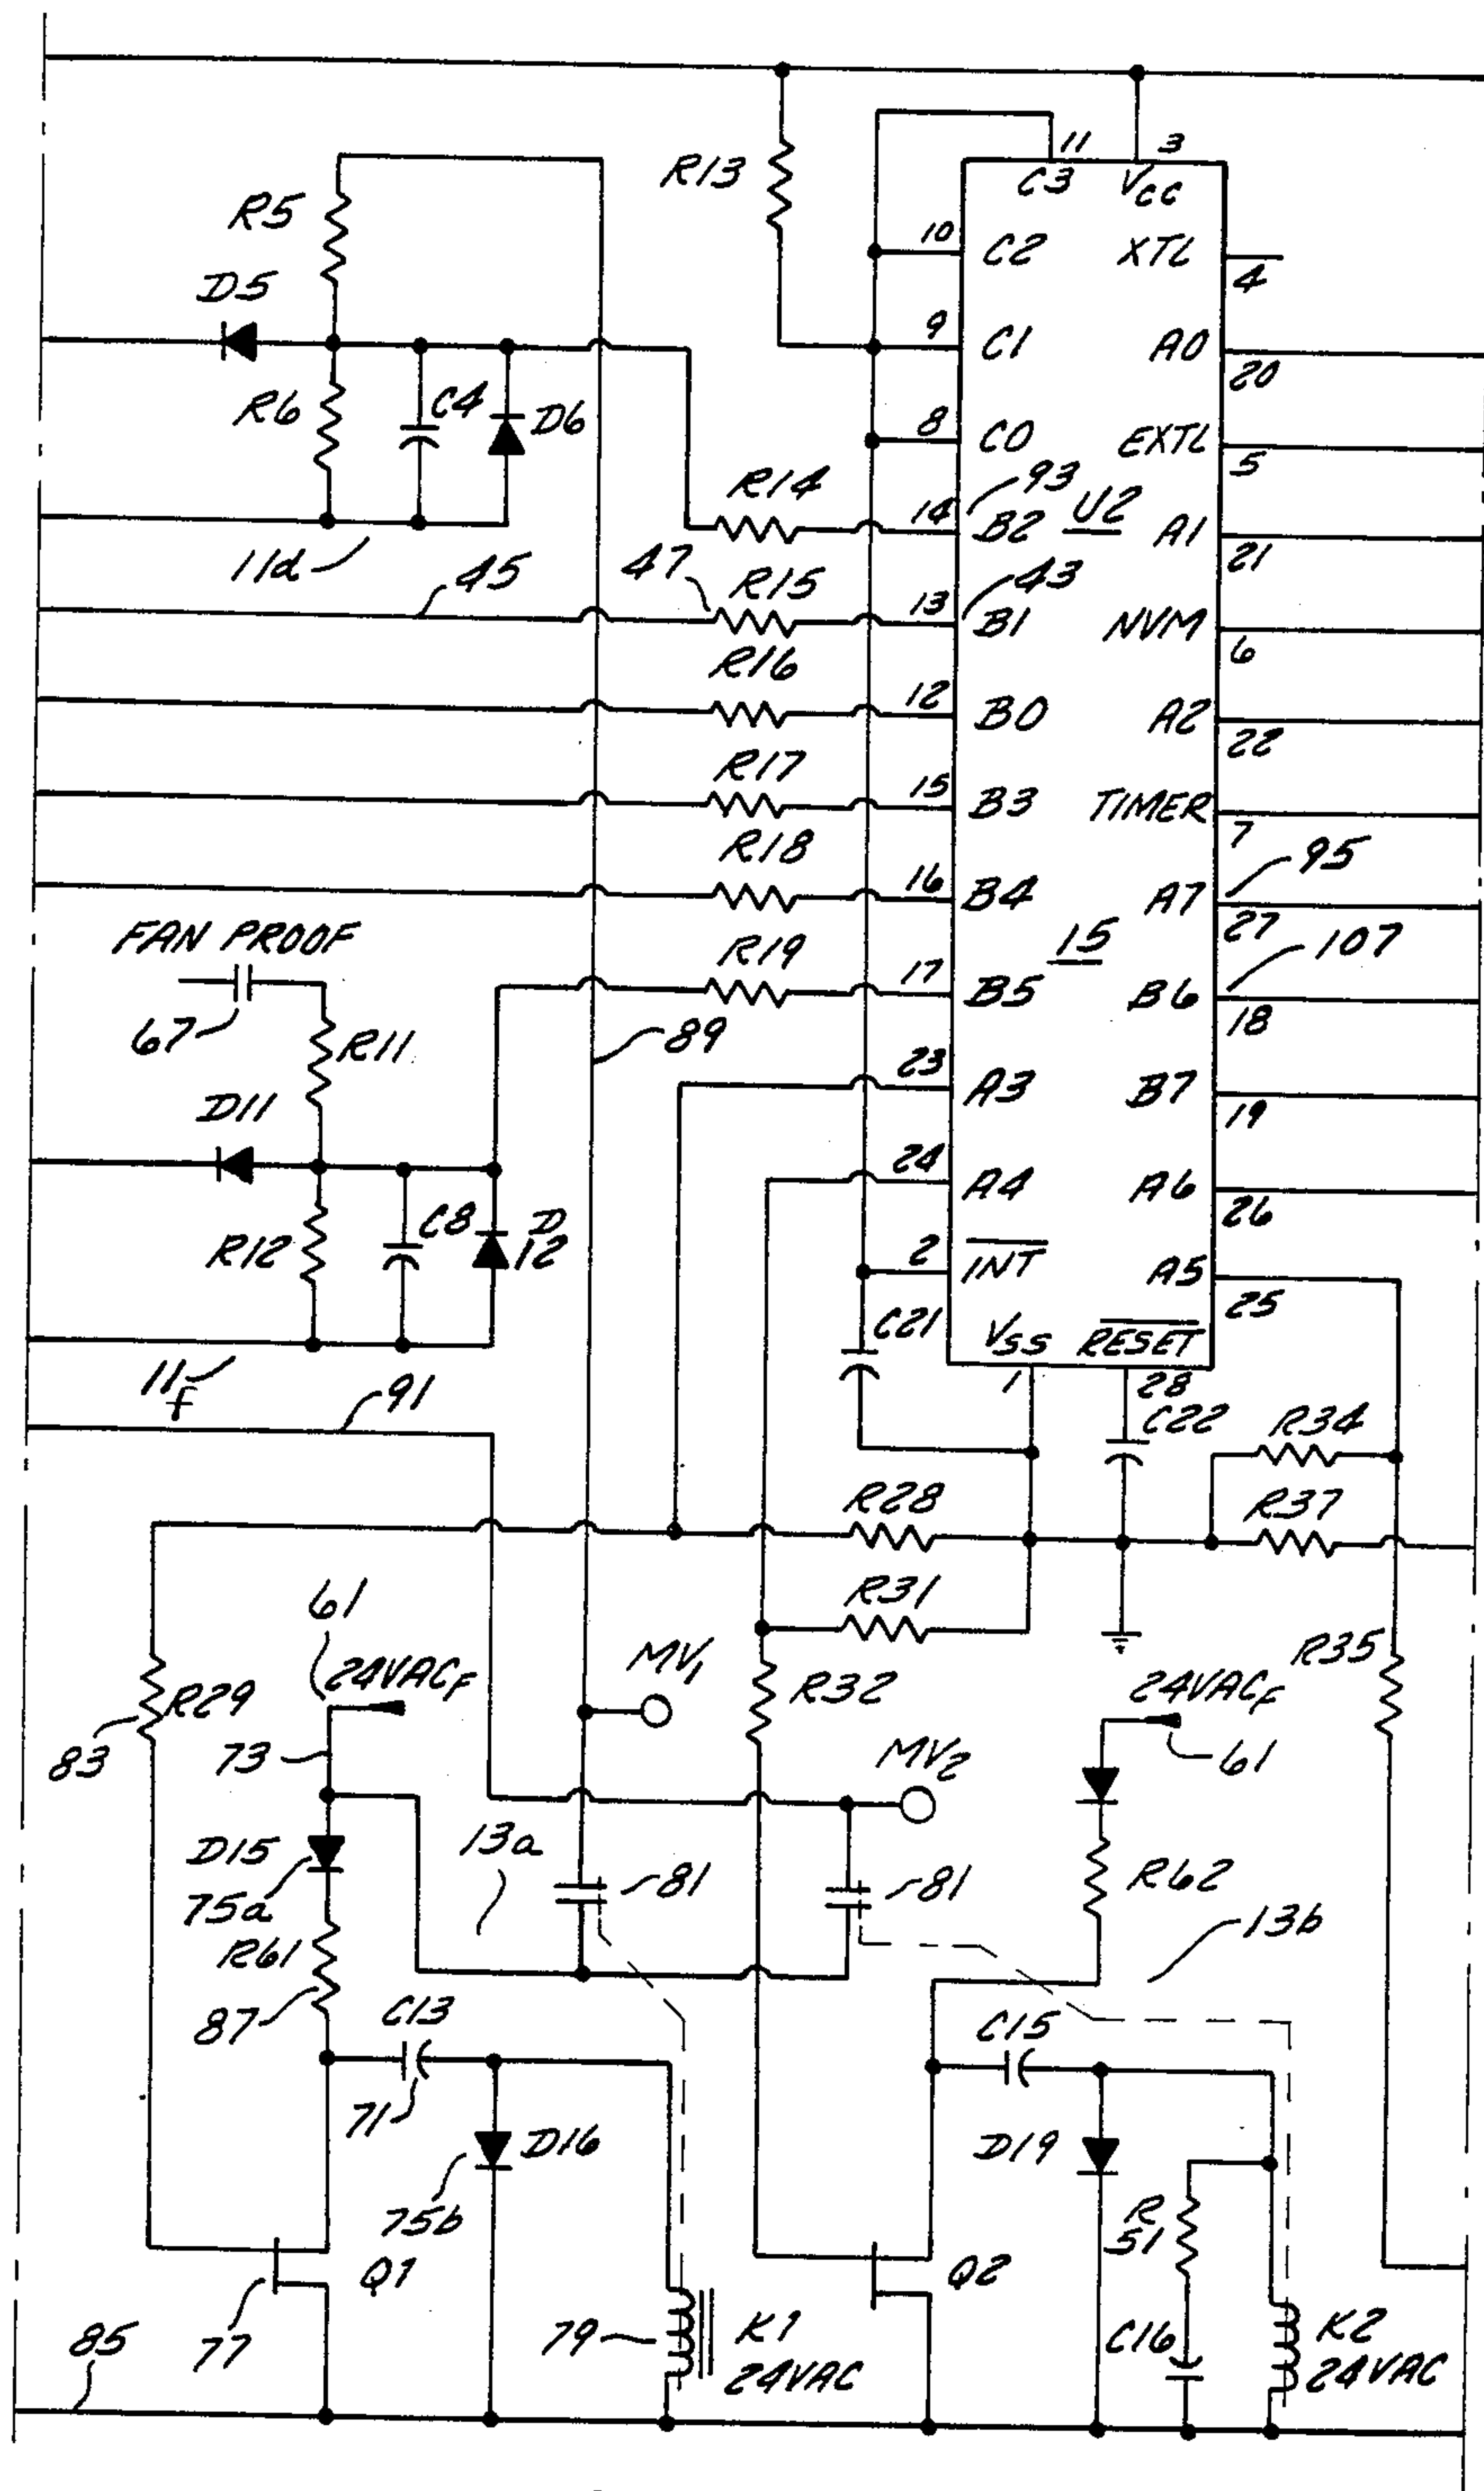 11
3
R13
C3
VCC
R5
10
C2
XTL
4
D5
9
C1
A0
20
R6
C4
D6
8
C0
EXTL
5
R14
93
14
B2
U2
A1
21
11d
45
47
R15
43
13
B1
NVM
6
R16
12
B0
A2
22
R17
15
B3
TIMER
7
R18
95
16
B4
A7
27
FAN PROOF
R19
15
107
17
B5
B6
18
67
R11
89
23
A3
B7
19
D11
24
A4
A6
26
R12
C8
D
12
2
INT
A5
25
C21
VSS
RESET
11
f
91
1
28
C22
R34
R28
R37
61
R31
24VACF
MV1
R32
24VACF
R35
R29
83
73
MV2
61
D15
13a
75a
81
81
R62
R61
13b
87
C13
C15
71
D16
D19
75b
R
51
Q1
Q2
85
77
79
K1
24VAC
C16
K2
24VAC